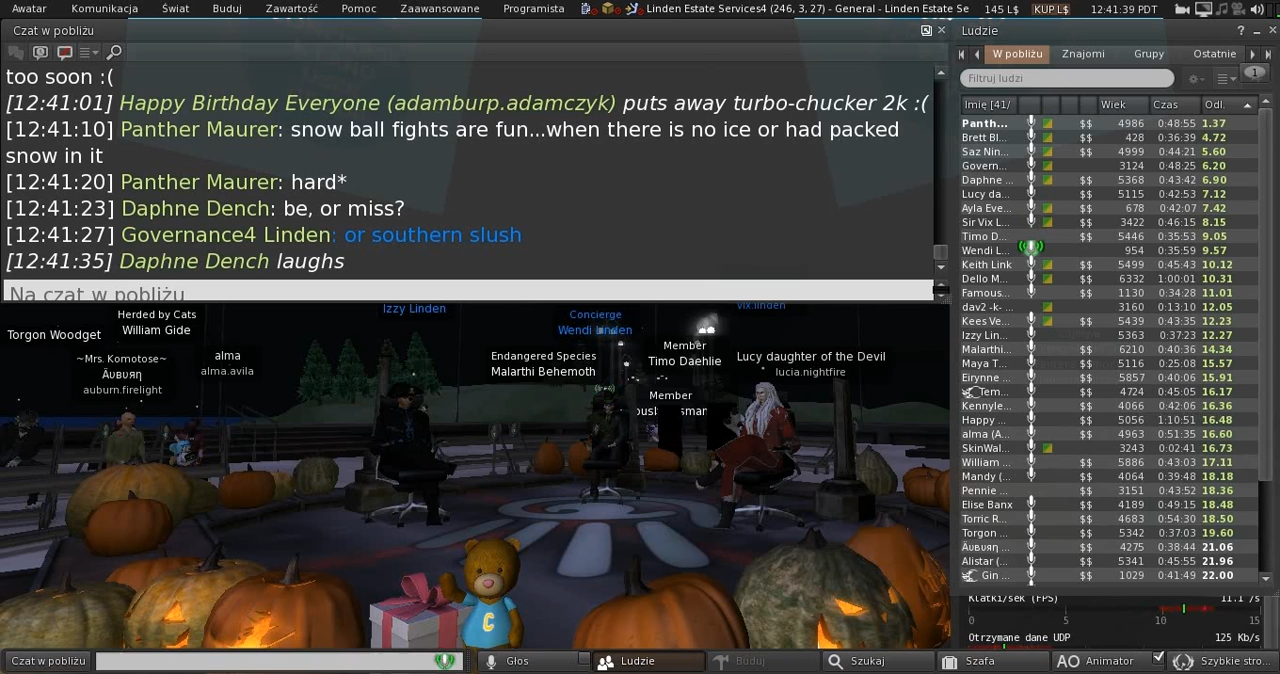 Awatar Komunikacja Świat Buduj Zawartość Pomoc Zaawansowane Programista Linden Estate Services4 (246, 3, 27) - General - Linden Estate Se 145 L$ KUP L$ 12:41:39 PDT
Czat w pobliżu
too soon :(
[12:41:01] Happy Birthday Everyone (adamburp.adamczyk) puts away turbo-chucker 2k :(
[12:41:10] Panther Maurer: snow ball fights are fun...when there is no ice or had packed
snow in it
[12:41:20] Panther Maurer: hard*
[12:41:23] Daphne Dench: be, or miss?
[12:41:27] Governance4 Linden: or southern slush
[12:41:35] Daphne Dench laughs
Na czat w pobliżu
Izzy Linden
vix.linden
Herded by Cats
William Gide
Torgon Woodget
Concierge
Wendi Linden
~Mrs. Komotose~
Äυвυяη
auburn.firelight
alma
alma.avila
Endangered Species
Malarthi Behemoth
Member
Timo Daehlie
Lucy daughter of the Devil
lucia.nightfire
Member
C
Ludzie ?
W pobliżu Znajomi Grupy Ostatnie
Filtruj ludzi
1
Imię [41/ Wiek Czas Odl.
Panth... $$ 4986 0:48:55 1.37
Brett Bl... $$ 428 0:36:39 4.72
Saz Nin... $$ 4999 0:44:21 5.60
Govern... 3124 0:48:25 6.20
Daphne ... $$ 5368 0:43:42 6.90
Lucy da... $$ 5115 0:42:53 7.12
Ayla Eve... $$ 678 0:42:07 7.42
Sir Vix L... $$ 3422 0:46:15 8.15
Timo D... $$ 5446 0:35:53 9.05
Wendi L... 954 0:35:59 9.57
Keith Link $$ 5499 0:45:43 10.12
Dello M... $$ 6332 1:00:01 10.31
Famous... $$ 1130 0:34:28 11.01
dav2 -k- ... 3160 0:13:10 12.05
Kees Ve... $$ 5439 0:43:35 12.23
Izzy Lin... 5363 0:37:23 12.27
Malarthi... $$ 6210 0:40:36 14.34
Maya T... $$ 5116 0:25:08 15.57
Eirynne ... $$ 5857 0:40:06 15.91
Tem... $$ 4724 0:45:05 16.17
Kennyle... $$ 4066 0:42:06 16.36
Happy ... $$ 5056 1:10:51 16.48
alma (A... $$ 4963 0:51:35 16.60
SkinWal... 3243 0:02:41 16.73
William ... $$ 5886 0:43:03 17.11
Mandy (... $$ 4064 0:39:48 18.18
Pennie ... $$ 3151 0:43:52 18.36
Elise Banx $$ 4189 0:49:15 18.48
Torric R... $$ 4683 0:54:30 18.50
Torgon ... $$ 5342 0:37:03 19.60
Äυвυяη ... $$ 4275 0:38:44 21.06
Alistar (... $$ 4551 0:45:55 21.96
Gin ... $$ 1029 0:41:49 22.00
Klatki/sek (FPS) 11.1 /s
0 5 10 15
Otrzymane dane UDP 125 Kb/s
Czat w pobliżu Głos Ludzie Buduj Szukaj Szafa AO Animator Szybkie stro...